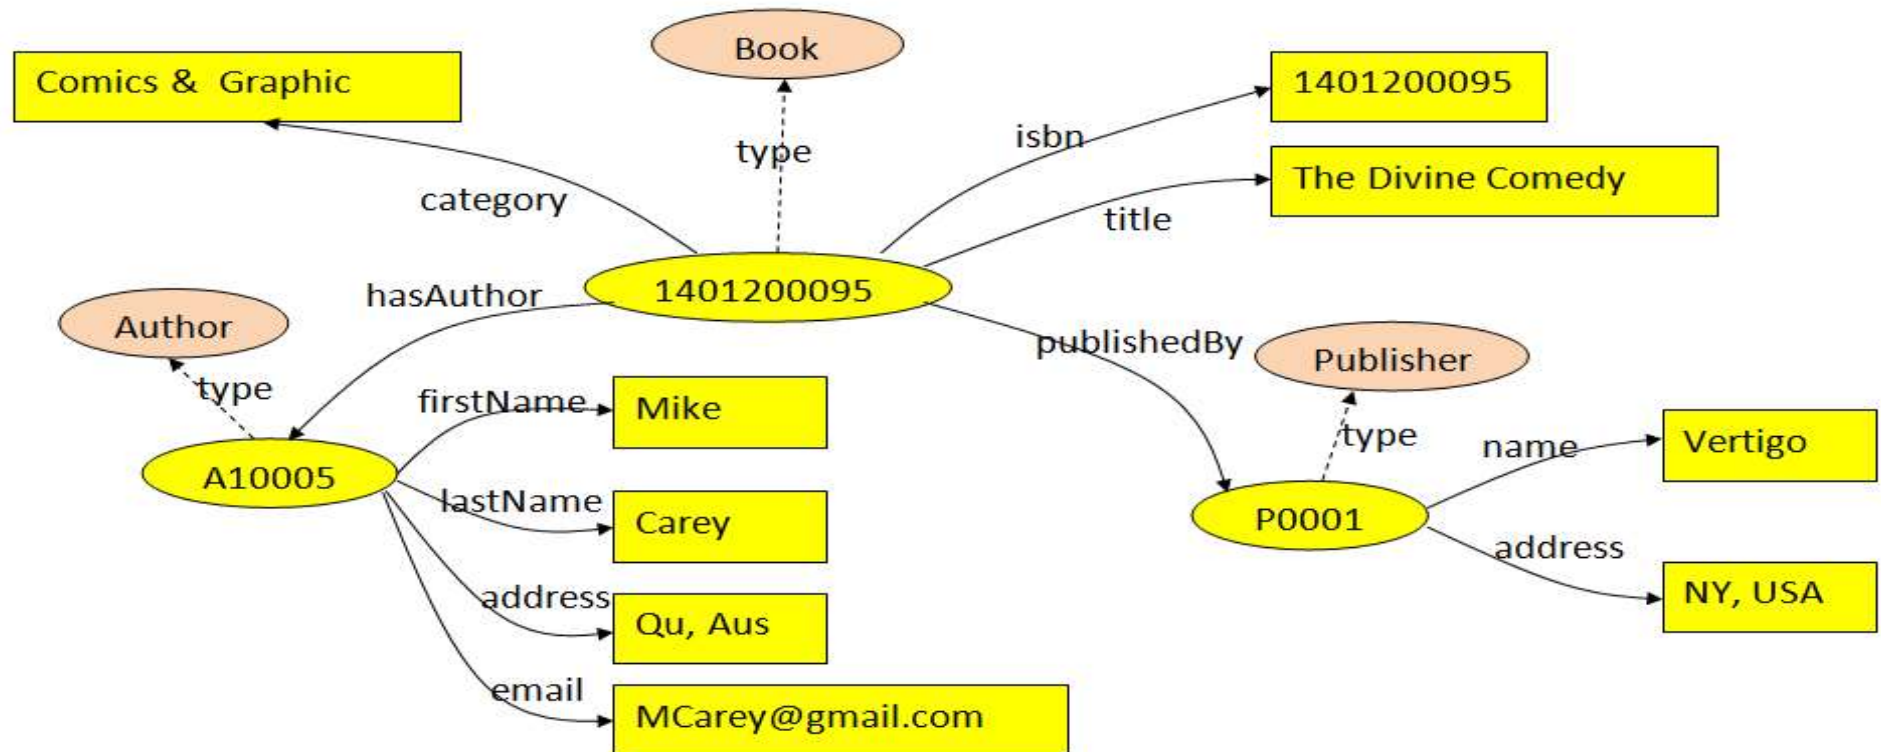 Book
Comics &  Graphic
1401200095
type
isbn
The Divine Comedy
category
title
1401200095
hasAuthor
Author
publishedBy
Publisher
type
firstName
Mike
type
name
Vertigo
A10005
lastName
Carey
P0001
address
address
Qu, Aus
NY, USA
email
MCarey@gmail.com